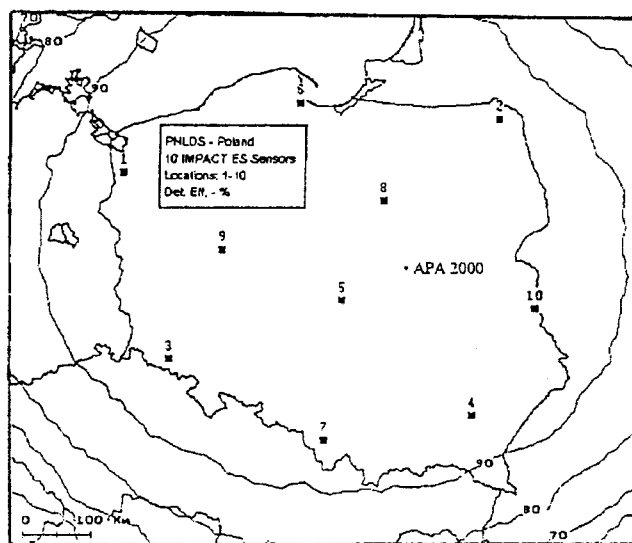 70
80
90
6
2
1
PNLDS - Poland
10 IMPACT ES Sensors
Locations: 1-10
Det. Eff. - %
8
9
• APA 2000
5
10
3
4
7
90
80
70
0 100 Km